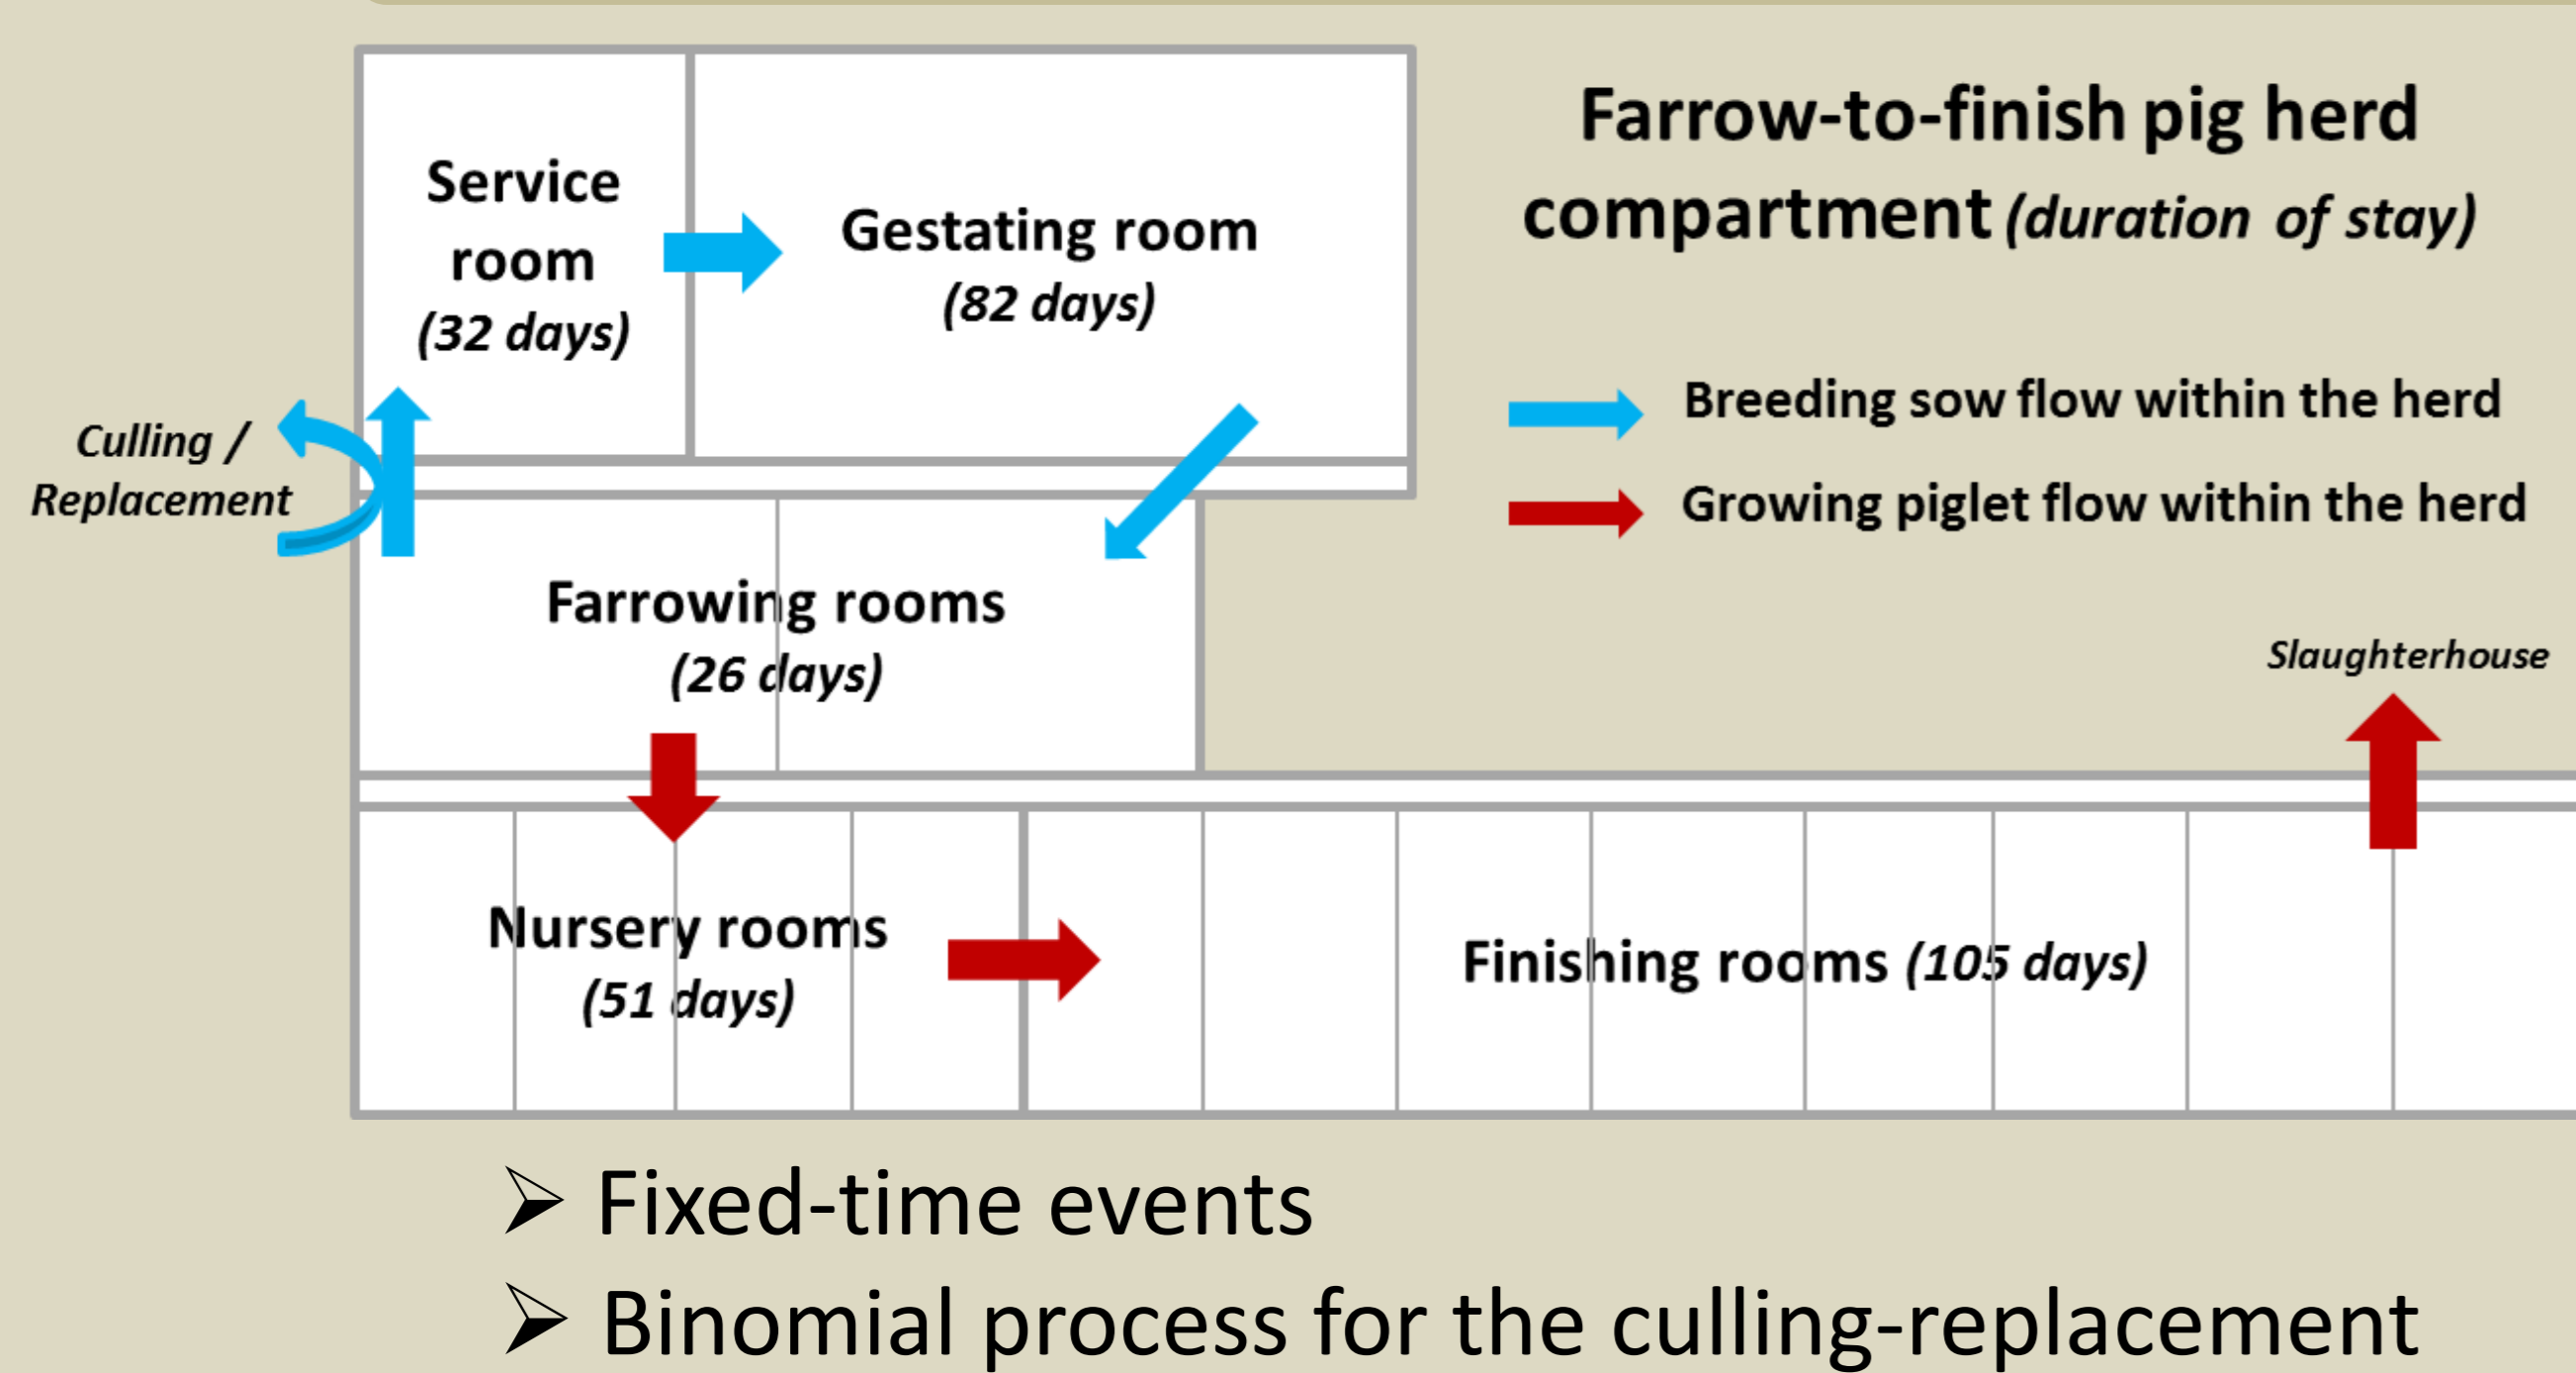 Farrow-to-finish pig herd
compartment (duration of stay)
Service
room
(32 days)
Gestating room
(82 days)
Breeding sow flow within the herd
Growing piglet flow within the herd
Culling /
Replacement
Farrowing rooms
(26 days)
Slaughterhouse
Nursery rooms
(51 days)
Finishing rooms (105 days)
Fixed-time events
Binomial process for the culling-replacement